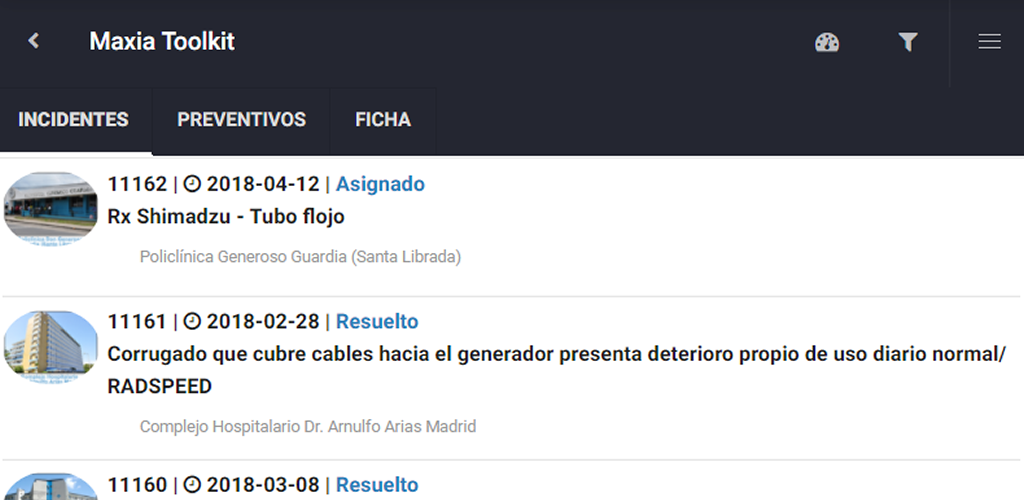 Maxia Toolkit
INCIDENTES
PREVENTIVOS
FICHA
11162 | 2018-04-12 | Asignado
Rx Shimadzu - Tubo flojo
Policlínica Generoso Guardia (Santa Librada)
11161 | 2018-02-28 | Resuelto
Corrugado que cubre cables hacia el generador presenta deterioro propio de uso diario normal/
RADSPEED
Complejo Hospitalario Dr. Arnulfo Arias Madrid
11160 | 2018-03-08 | Resuelto